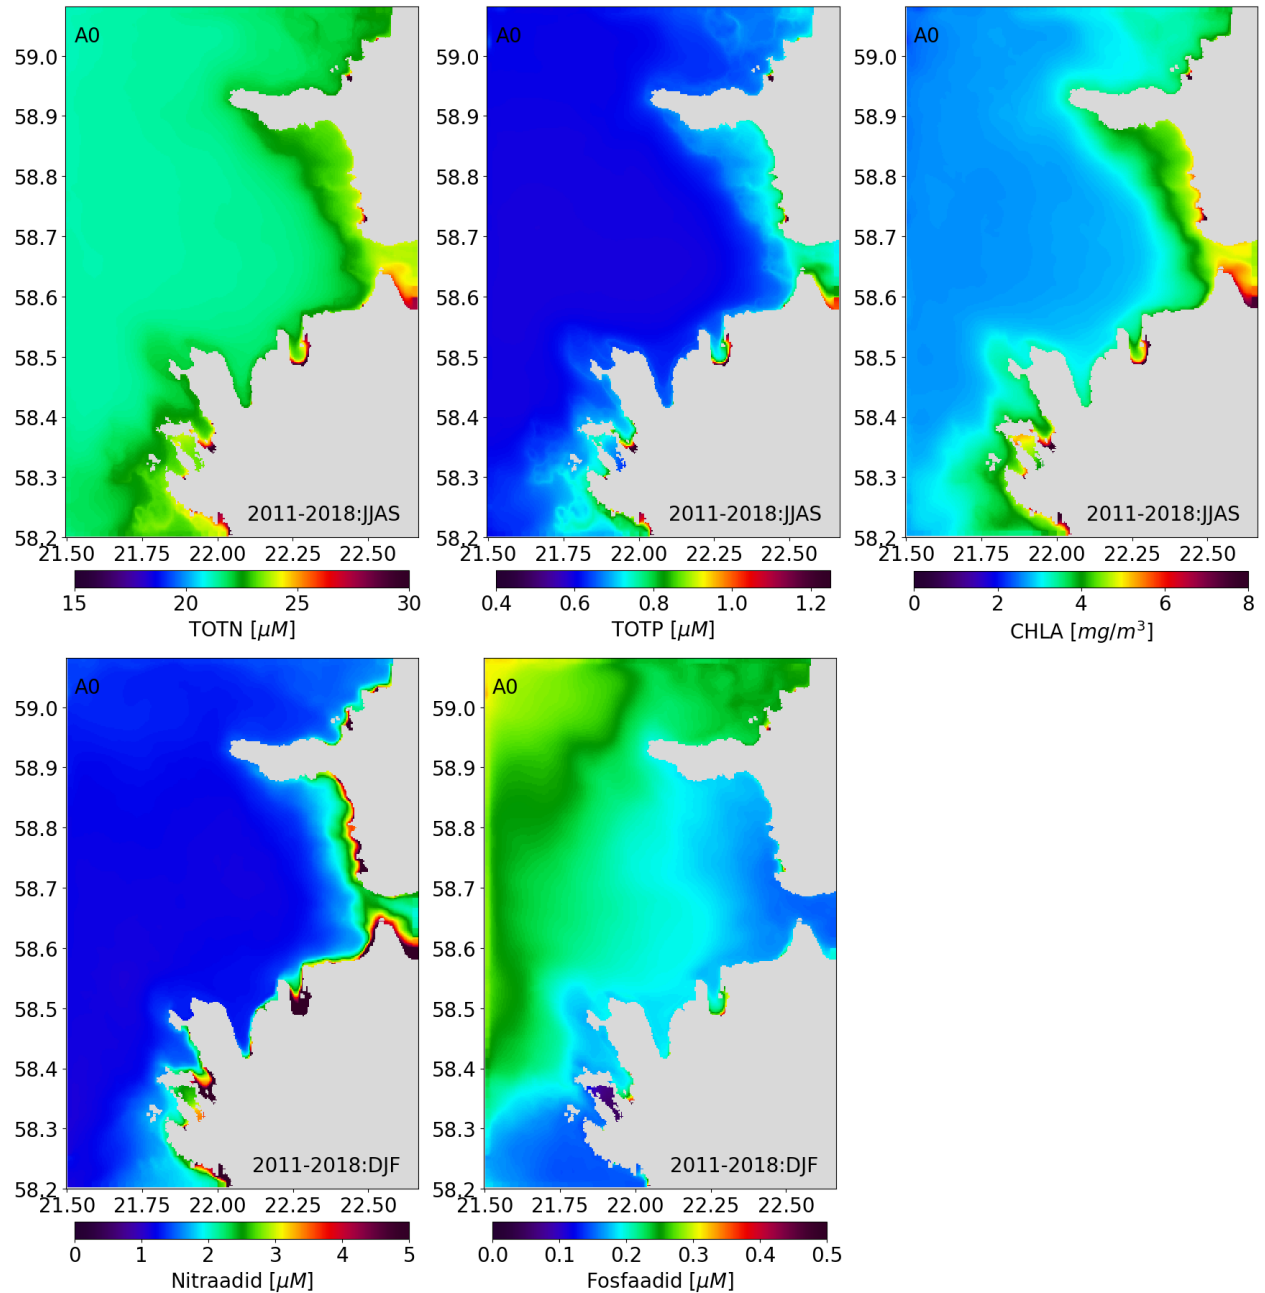 A0
A0
A0
59.0
58.9
58.8
58.7
58.6
58.5
58.4
58.3
58.2
59.0
58.9
58.8
58.7
58.6
58.5
58.4
58.3
58.2
59.0
58.9
58.8
58.7
58.6
58.5
58.4
58.3
58.2
2011-2018:JJAS
2011-2018:JJAS
2011-2018:JJAS
21.50 21.75 22.00 22.25 22.50
21.50 21.75 22.00 22.25 22.50
21.50 21.75 22.00 22.25 22.50
15 20 25 30
0.4 0.6 0.8 1.0 1.2
0 2 4 6 8
TOTN [μM]
TOTP [μM]
CHLA [mg/m³]
A0
A0
59.0
58.9
58.8
58.7
58.6
58.5
58.4
58.3
58.2
59.0
58.9
58.8
58.7
58.6
58.5
58.4
58.3
58.2
2011-2018:DJF
2011-2018:DJF
21.50 21.75 22.00 22.25 22.50
21.50 21.75 22.00 22.25 22.50
0 1 2 3 4 5
0.0 0.1 0.2 0.3 0.4 0.5
Nitraadid [μM]
Fosfaadid [μM]